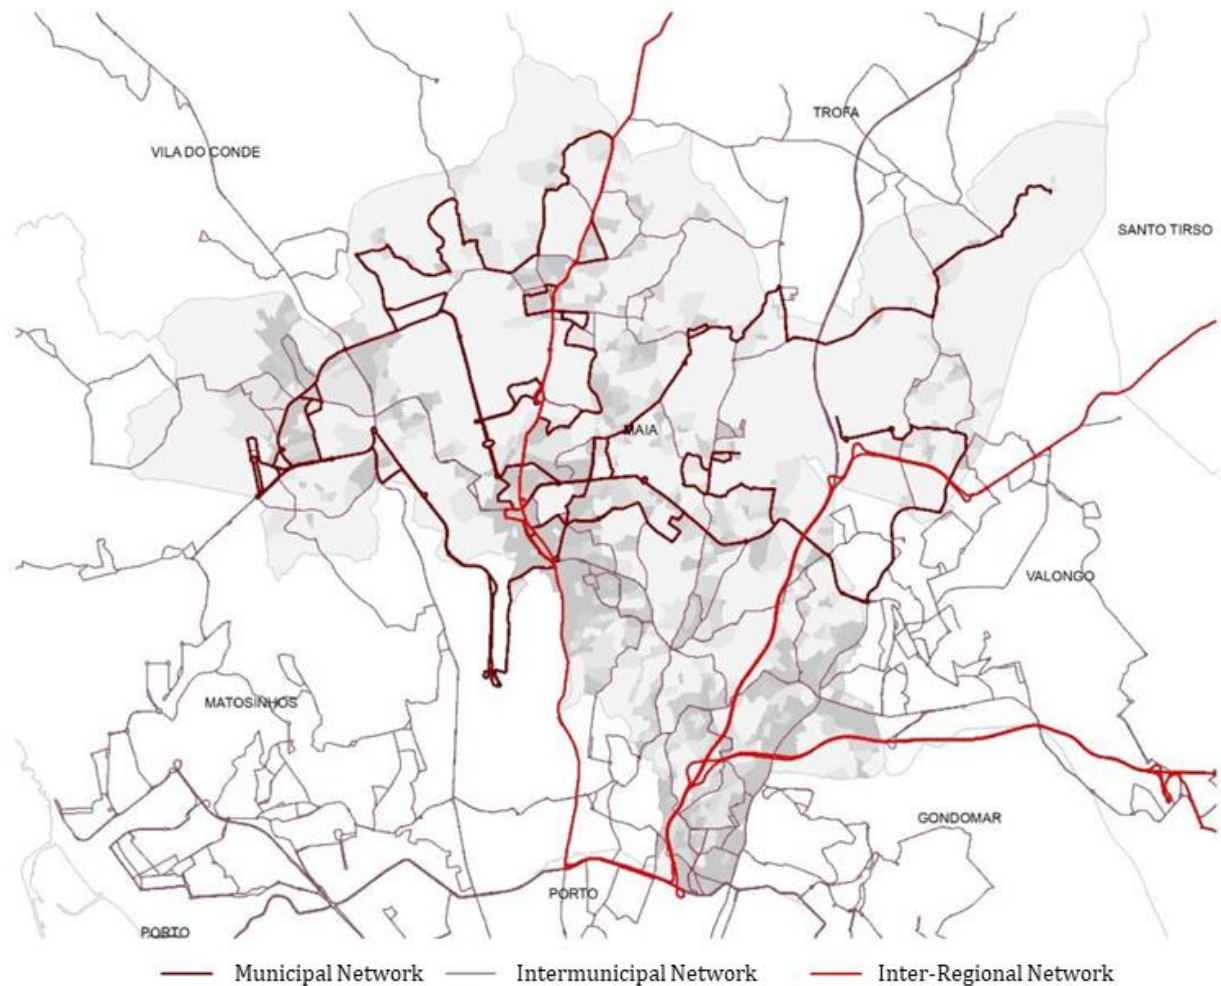 TROFA
VILA DO CONDE
SANTO TIRSO
MAIA
VALONGO
MATOSINHOS
GONDOMAR
PORTO
PORTO
Municipal Network
Intermunicipal Network
Inter-Regional Network